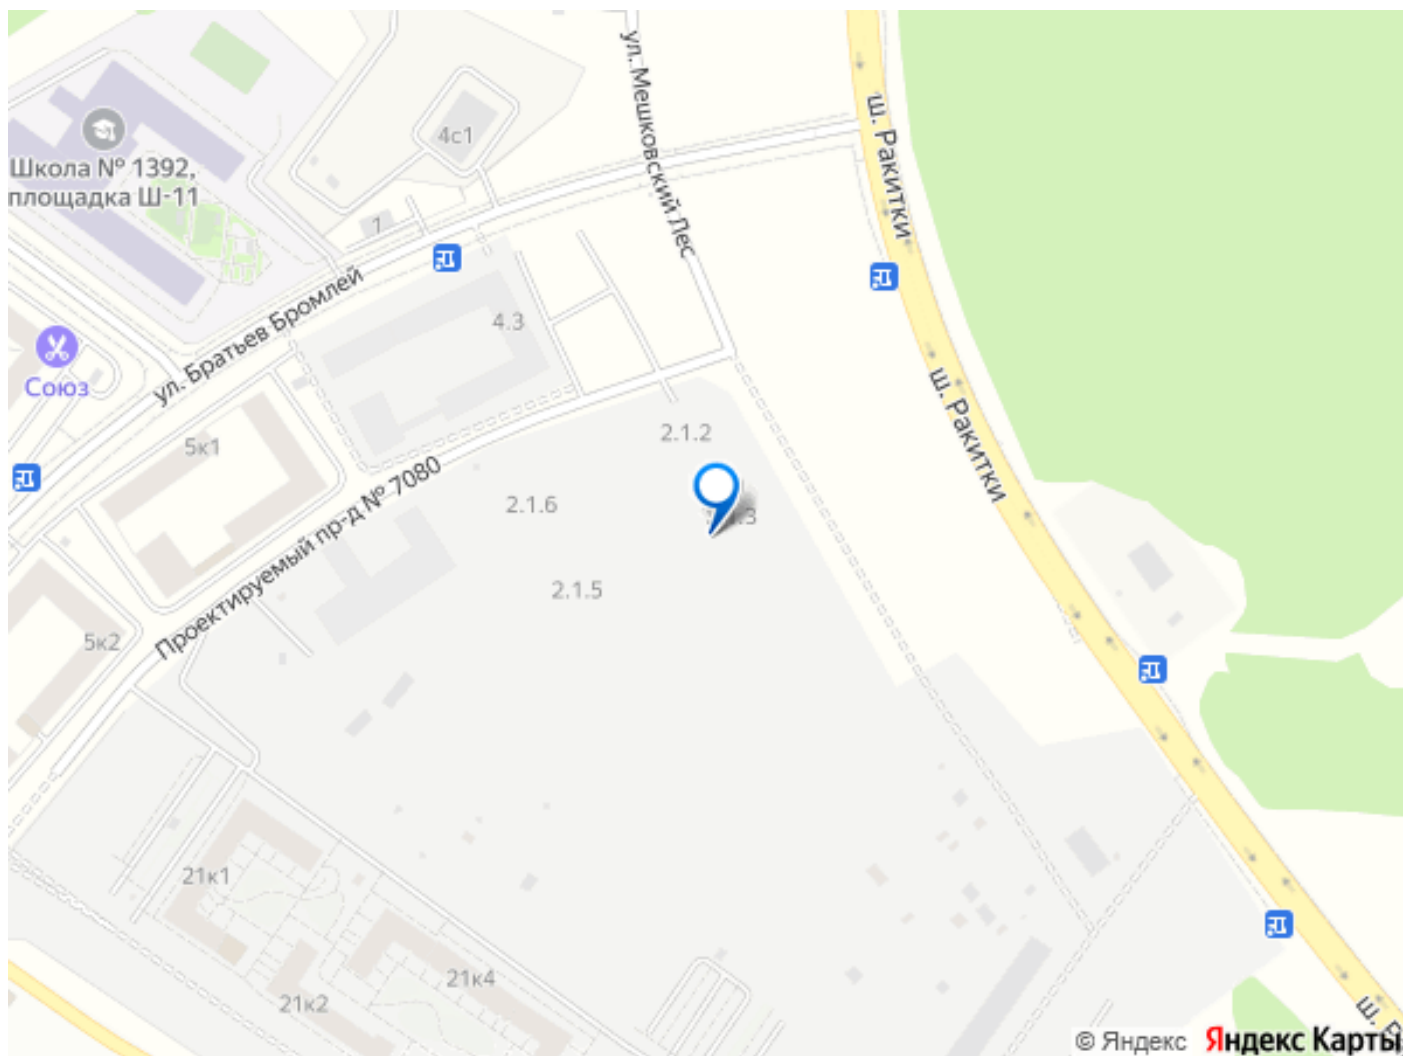 ул. Мешковский Лес
ш. Ракитки
4с1
Школа № 1392,
площадка Ш-11
1
ул. Братьев Бромлей
4.3
Союз
ш. Ракитки
2.1.2
5к1
Проектируемый пр-д № 7080
2.1.6
2.1.5
5к2
21к1
21к4
21к2
© Яндекс Яндекс Карты